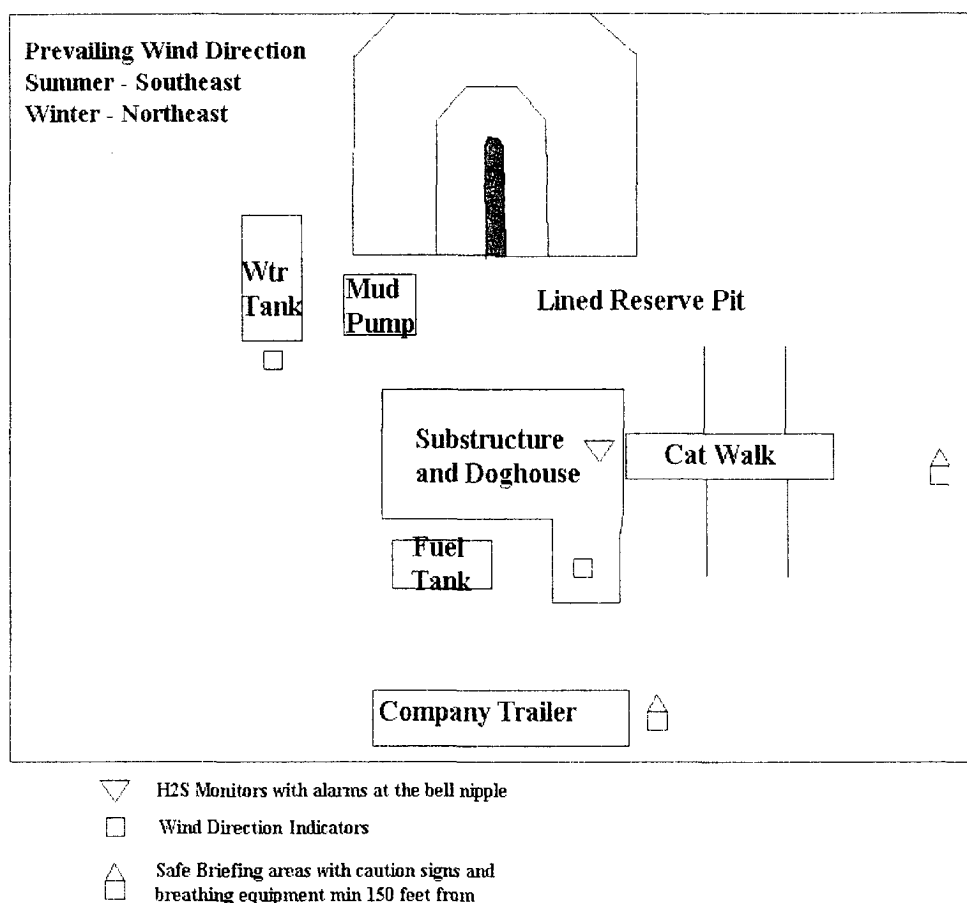 Prevailing Wind Direction
Summer - Southeast
Winter - Northeast
Wtr
Tank
Mud
Pump
Lined Reserve Pit
Substructure
and Doghouse
Cat Walk
Fuel
Tank
Company Trailer
H2S Monitors with alarms at the bell nipple
Wind Direction Indicators
Safe Briefing areas with caution signs and
breathing equipment min 150 feet from